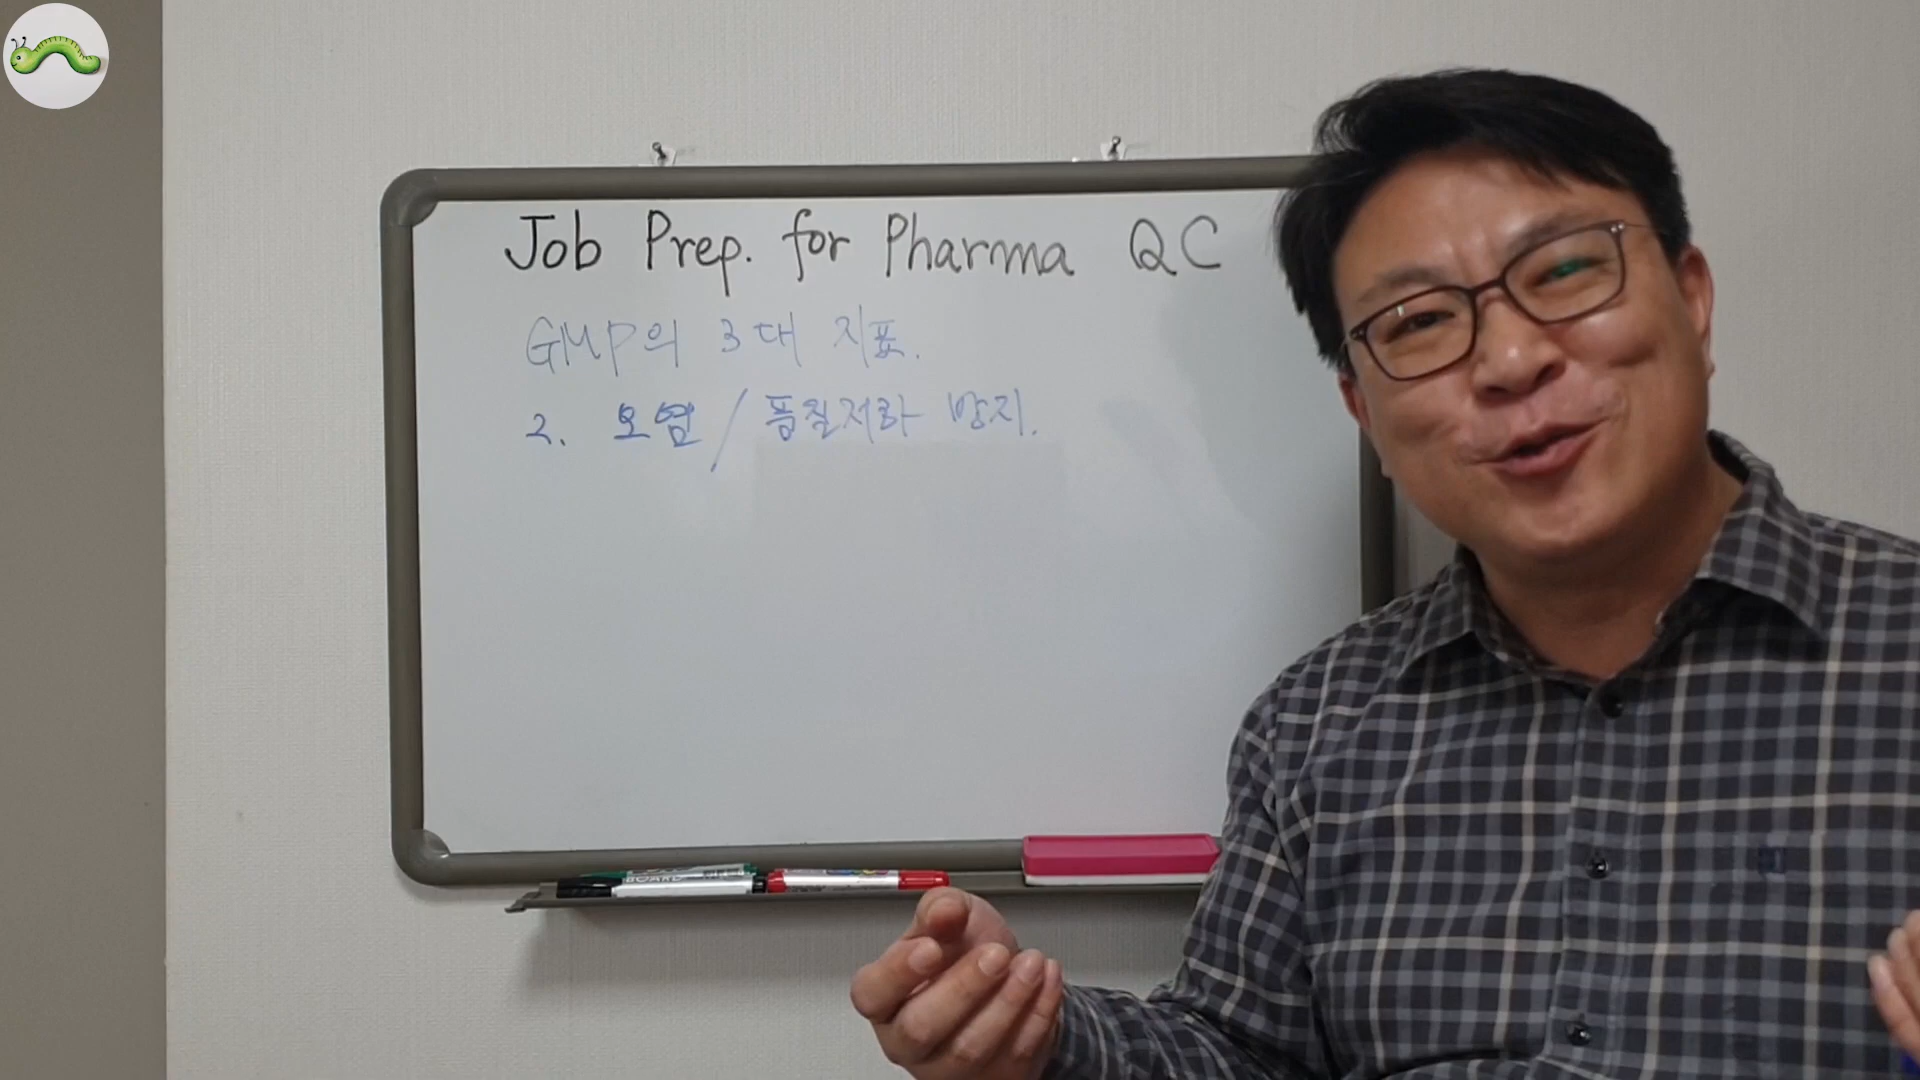 Job Prep. for Pharma QC
GMP의 3대 지표.
2. 오염 / 품질저하 방지.
BOARD